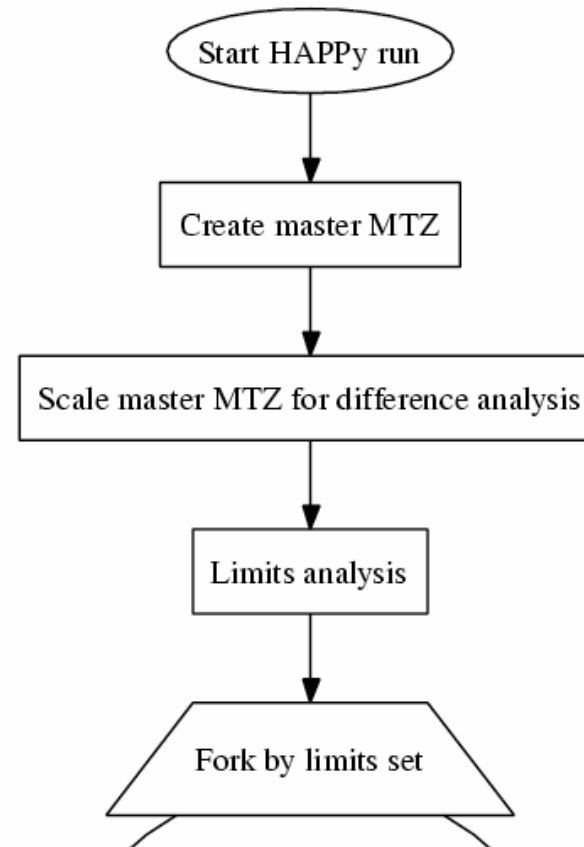 Start HAPPy run
Create master MTZ
Scale master MTZ for difference analysis
Limits analysis
Fork by limits set